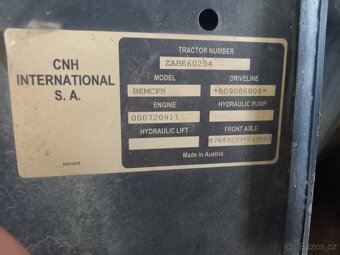 CNH
INTERNATIONAL
S. A.
TRACTOR NUMBER
ZABE60204
MODEL
DRIVELINE
BEMCFR
*b09086804*
ENGINE
HYDRAULIC PUMP
000720911
HYDRAULIC LIFT
FRONT AXLE
Made in Austria